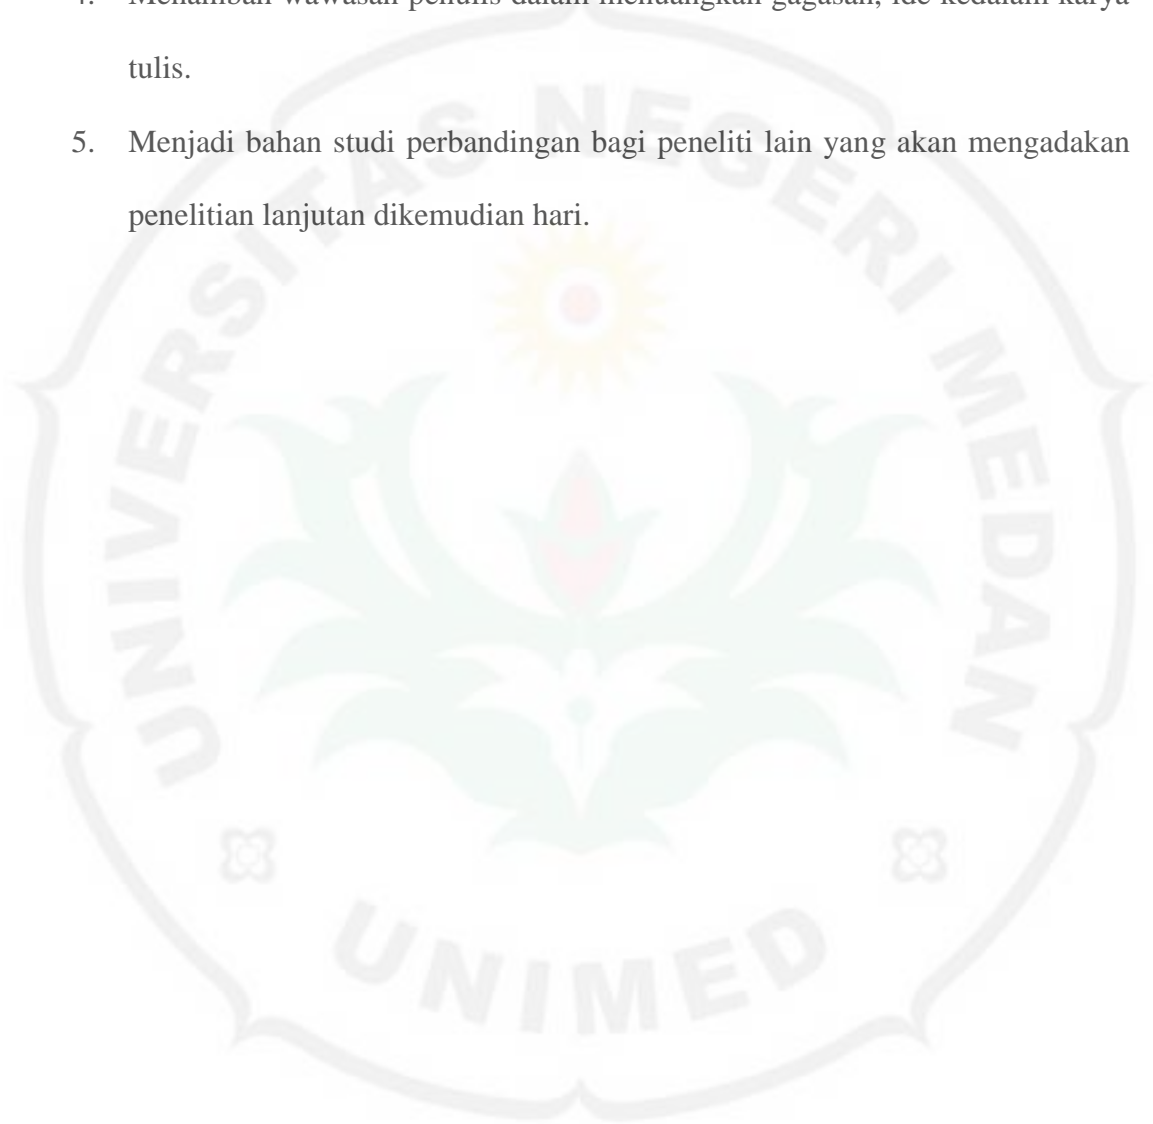 4. Menambah wawasan penulis dalam menuangkan gagasan, ide kedalam karya
tulis.
5. Menjadi bahan studi perbandingan bagi peneliti lain yang akan mengadakan
penelitian lanjutan dikemudian hari.
UNIVERSITAS NEGERI MEDAN
UNIMED